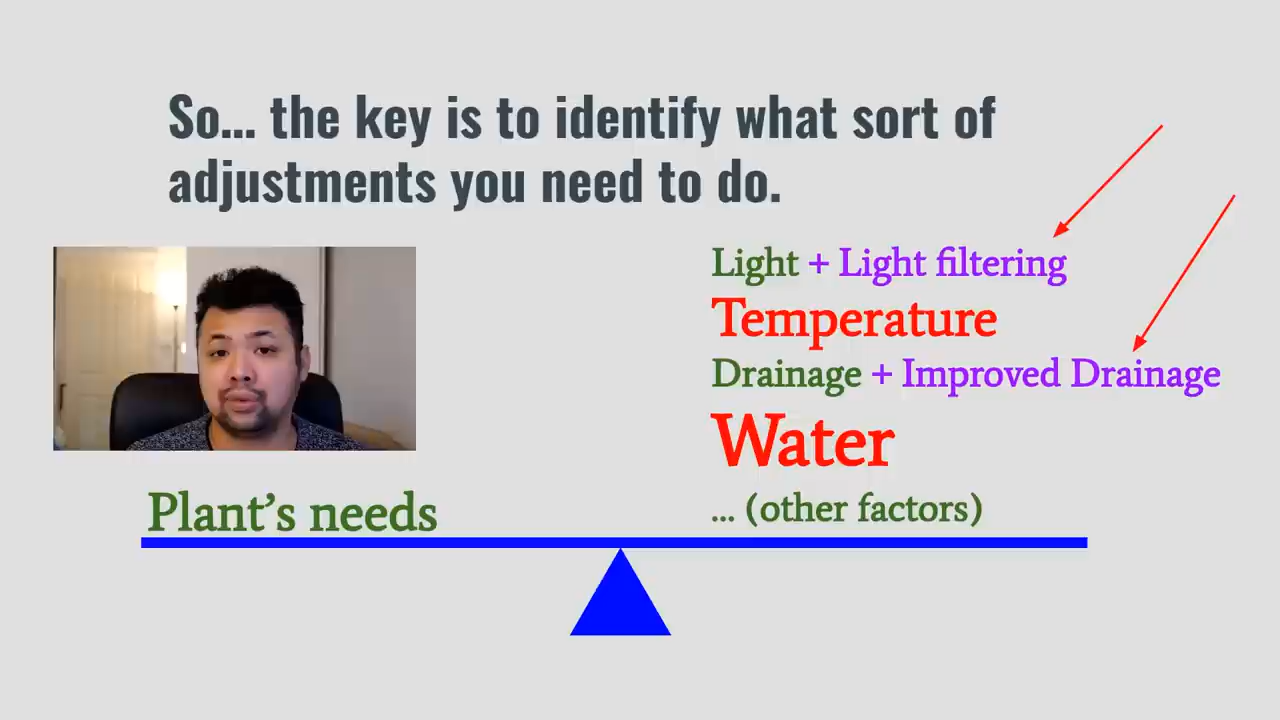 So... the key is to identify what sort of
adjustments you need to do.
Light + Light filtering
Temperature
Drainage + Improved Drainage
Water
... (other factors)
Plant's needs